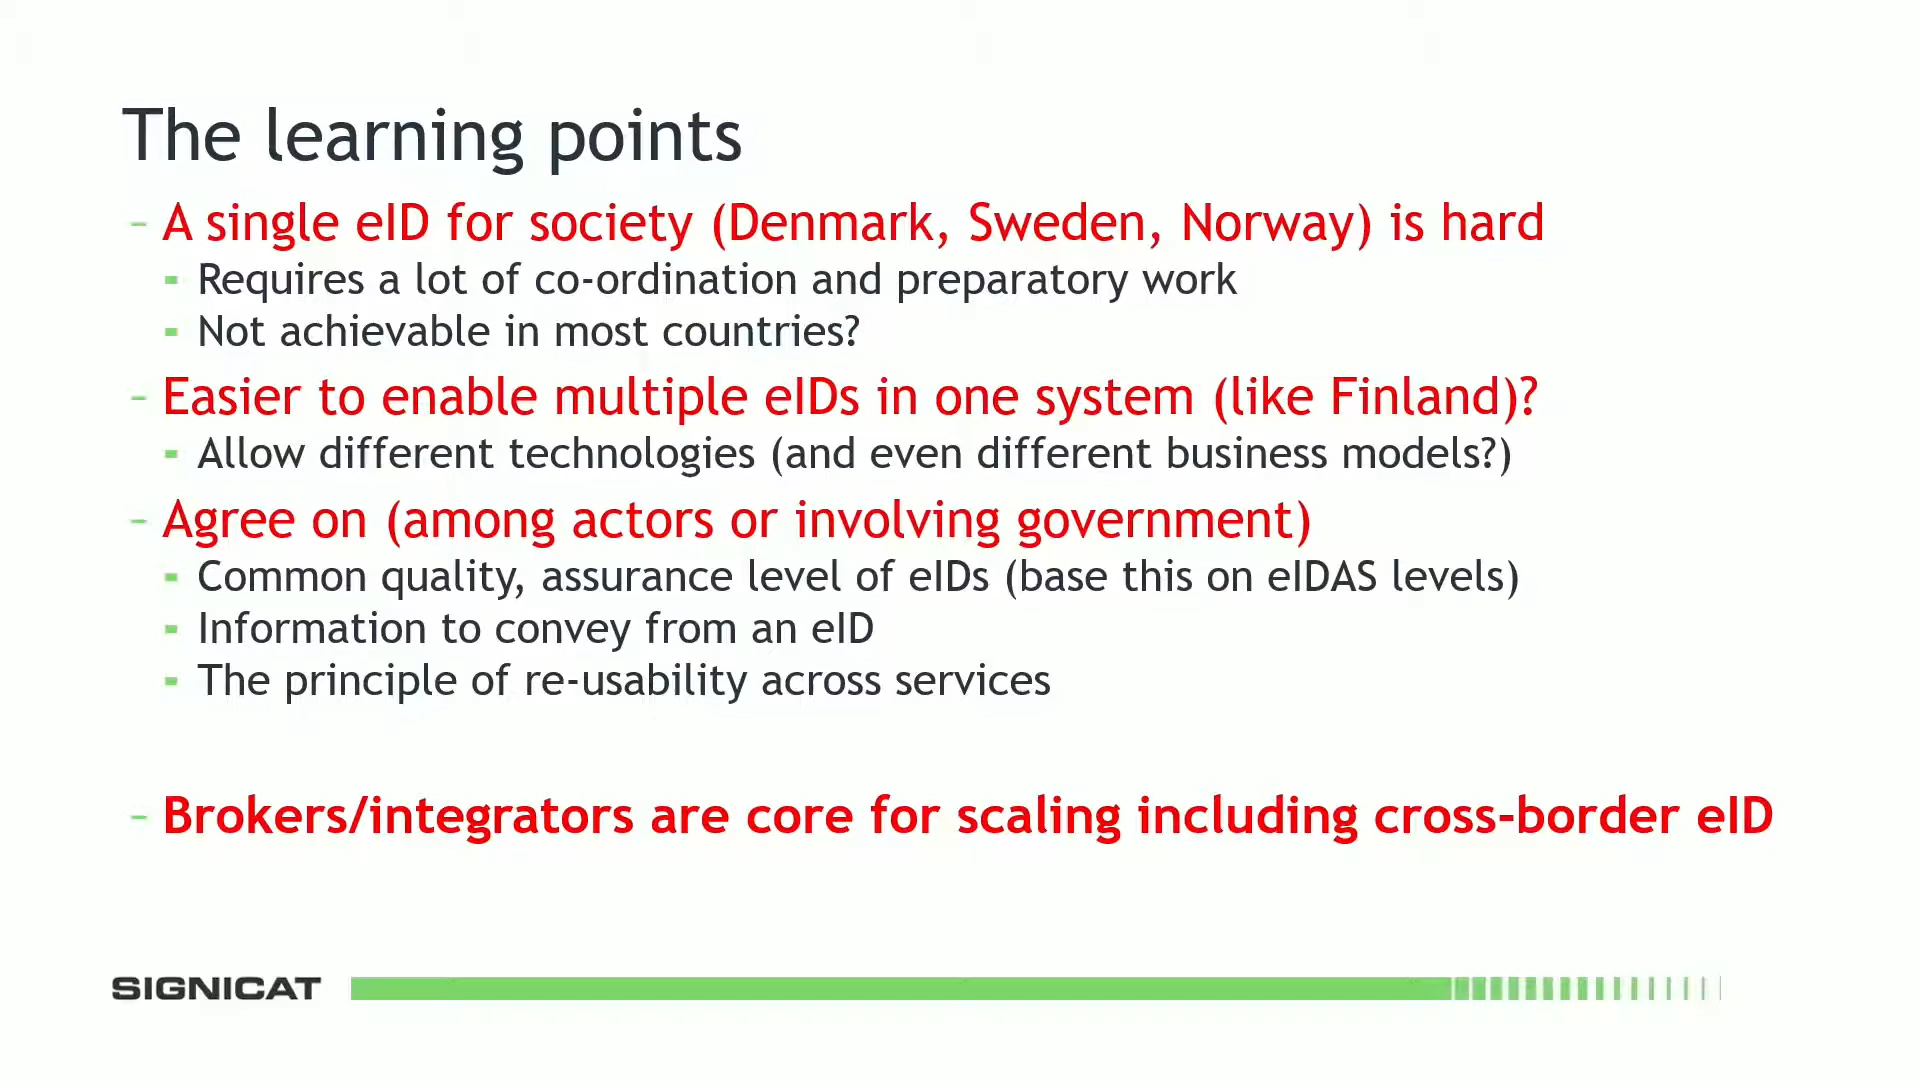 The learning points
– A single eID for society (Denmark, Sweden, Norway) is hard
- Requires a lot of co-ordination and preparatory work
- Not achievable in most countries?
– Easier to enable multiple eIDs in one system (like Finland)?
- Allow different technologies (and even different business models?)
– Agree on (among actors or involving government)
- Common quality, assurance level of eIDs (base this on eIDAS levels)
- Information to convey from an eID
- The principle of re-usability across services
– Brokers/integrators are core for scaling including cross-border eID
SIGNICAT